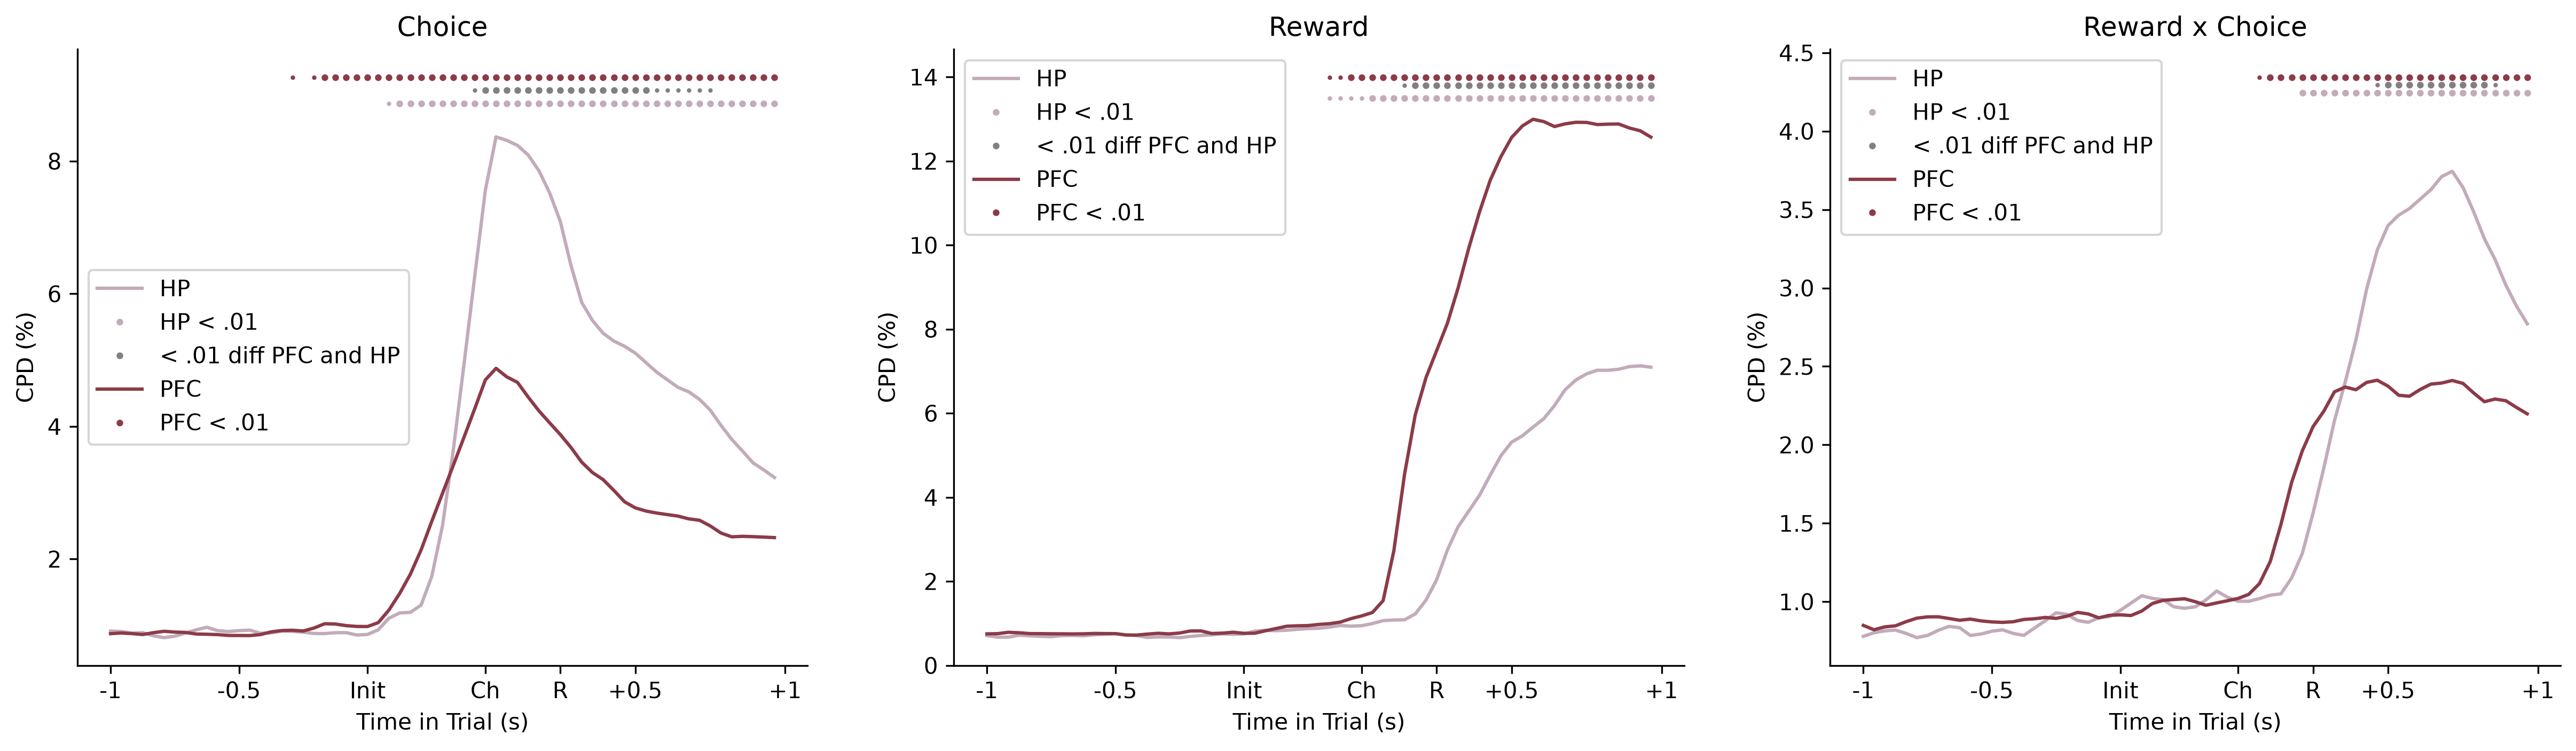 Choice
CPD (%)
8
6
4
2
HP
HP < .01
< .01 diff PFC and HP
PFC
PFC < .01
-1 -0.5 Init Ch R +0.5 +1
Time in Trial (s)
Reward
CPD (%)
14
12
10
8
6
4
2
0
HP
HP < .01
< .01 diff PFC and HP
PFC
PFC < .01
-1 -0.5 Init Ch R +0.5 +1
Time in Trial (s)
Reward x Choice
CPD (%)
4.5
4.0
3.5
3.0
2.5
2.0
1.5
1.0
HP
HP < .01
< .01 diff PFC and HP
PFC
PFC < .01
-1 -0.5 Init Ch R +0.5 +1
Time in Trial (s)